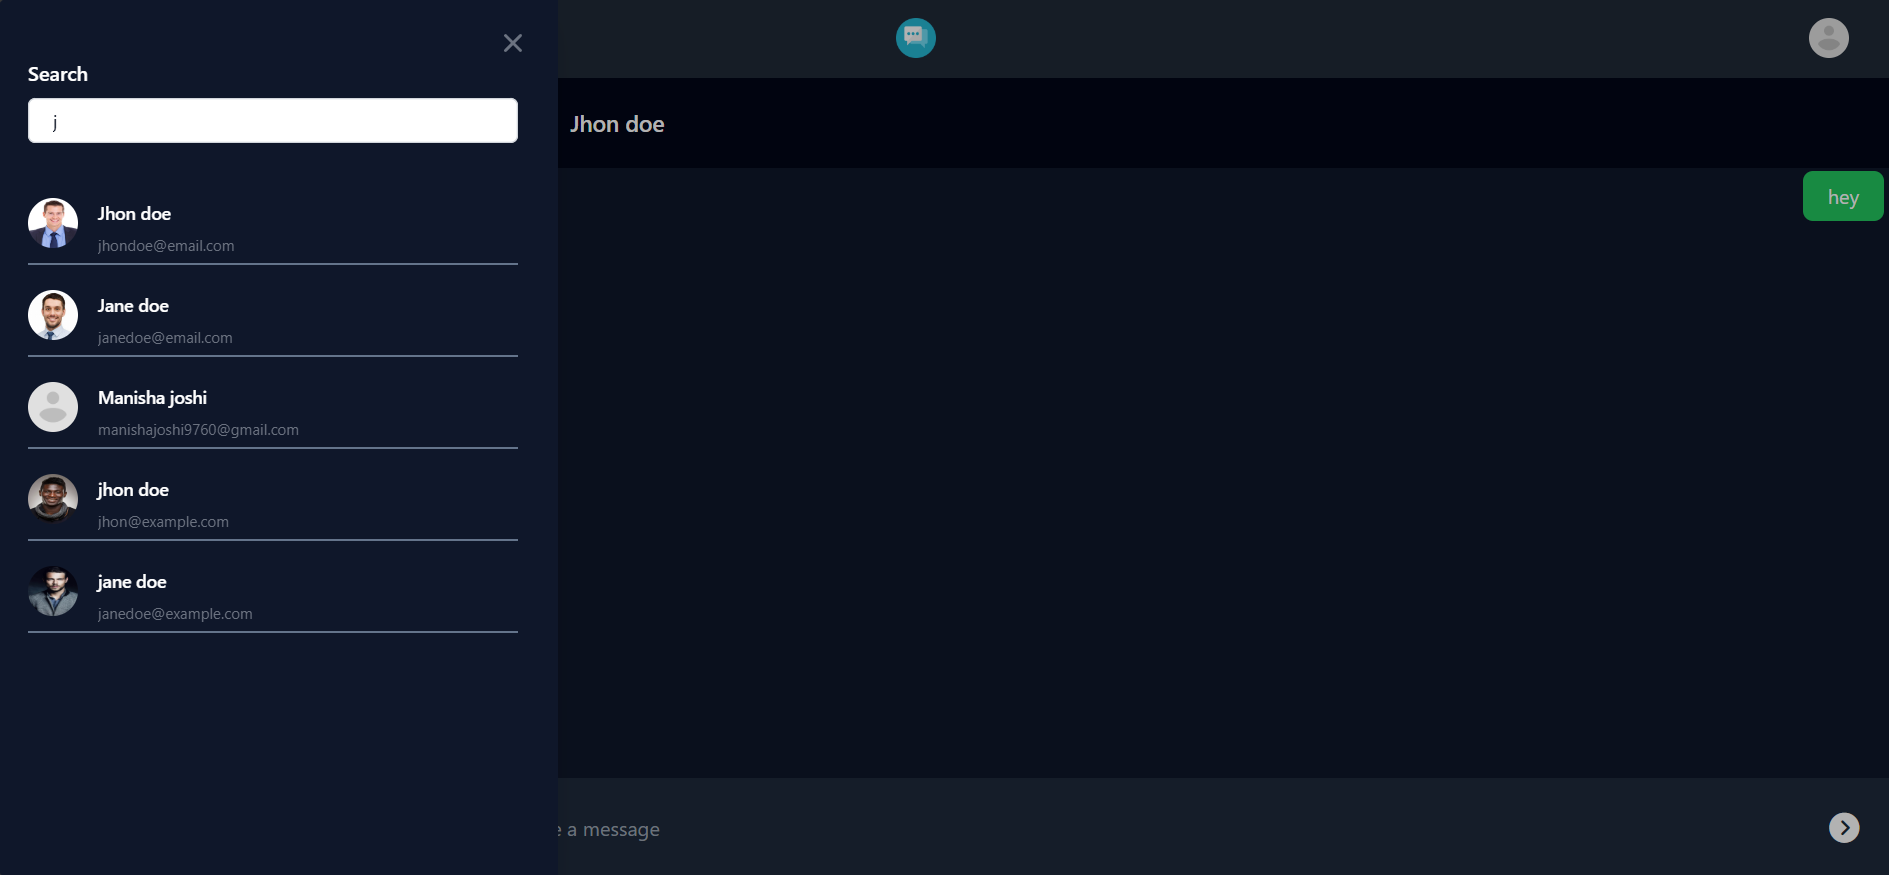 Search
j
Jhon doe
jhondoe@email.com
Jane doe
janedoe@email.com
Manisha joshi
manishajoshi9760@gmail.com
jhon doe
jhon@example.com
jane doe
janedoe@example.com
Jhon doe
hey
a message